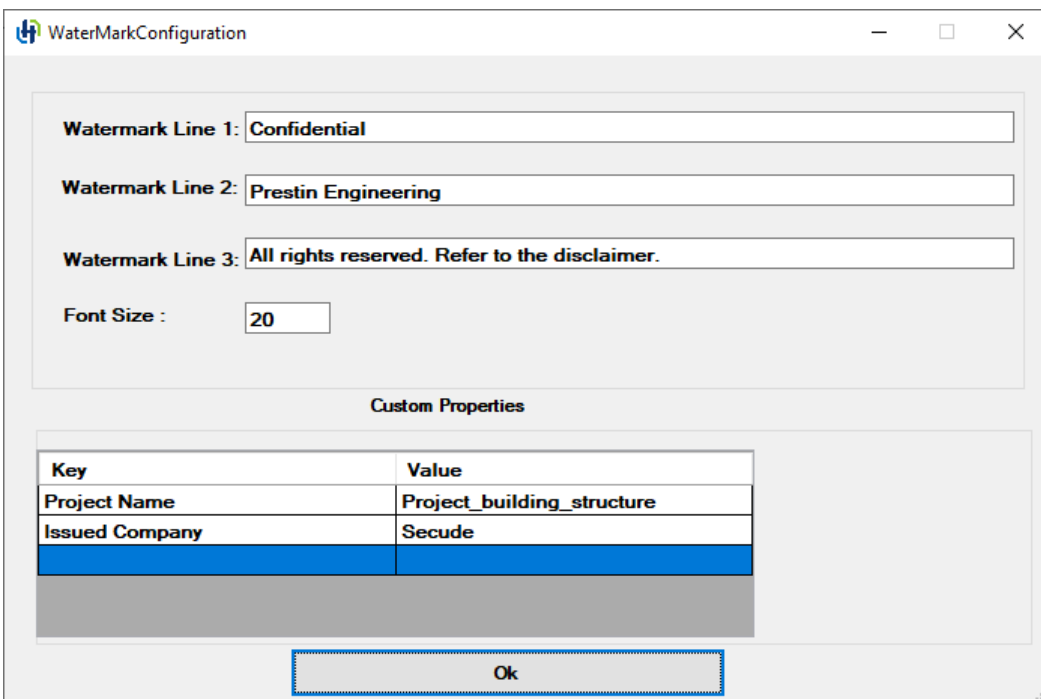 WaterMarkConfiguration
Watermark Line 1: Confidential
Watermark Line 2: Prestin Engineering
Watermark Line 3: All rights reserved. Refer to the disclaimer.
Font Size : 20
Custom Properties
Key Value
Project Name Project_building_structure
Issued Company Secude
Ok